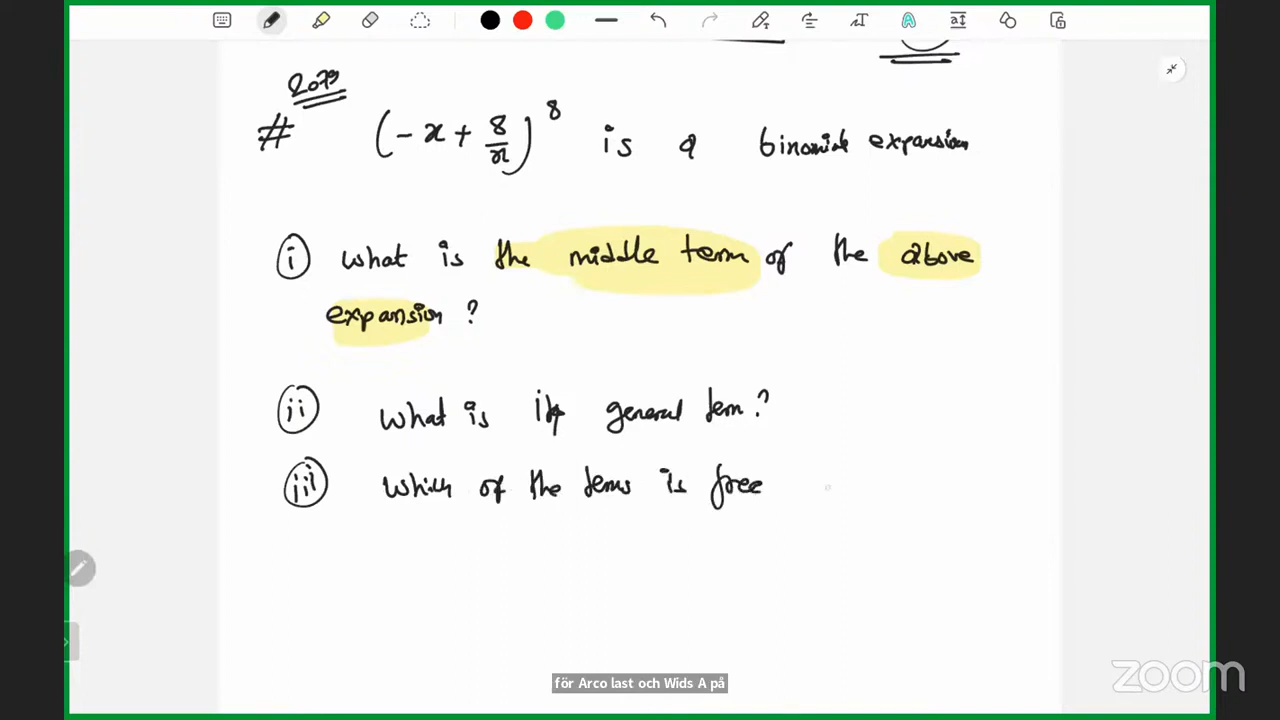 2079
# (-x + 8/x)^8 is a binomial expansion
i what is the middle term of the above
expansion ?
ii What is its general term ?
iii which of the terms is free
för Arco last och Wids A på
zoom